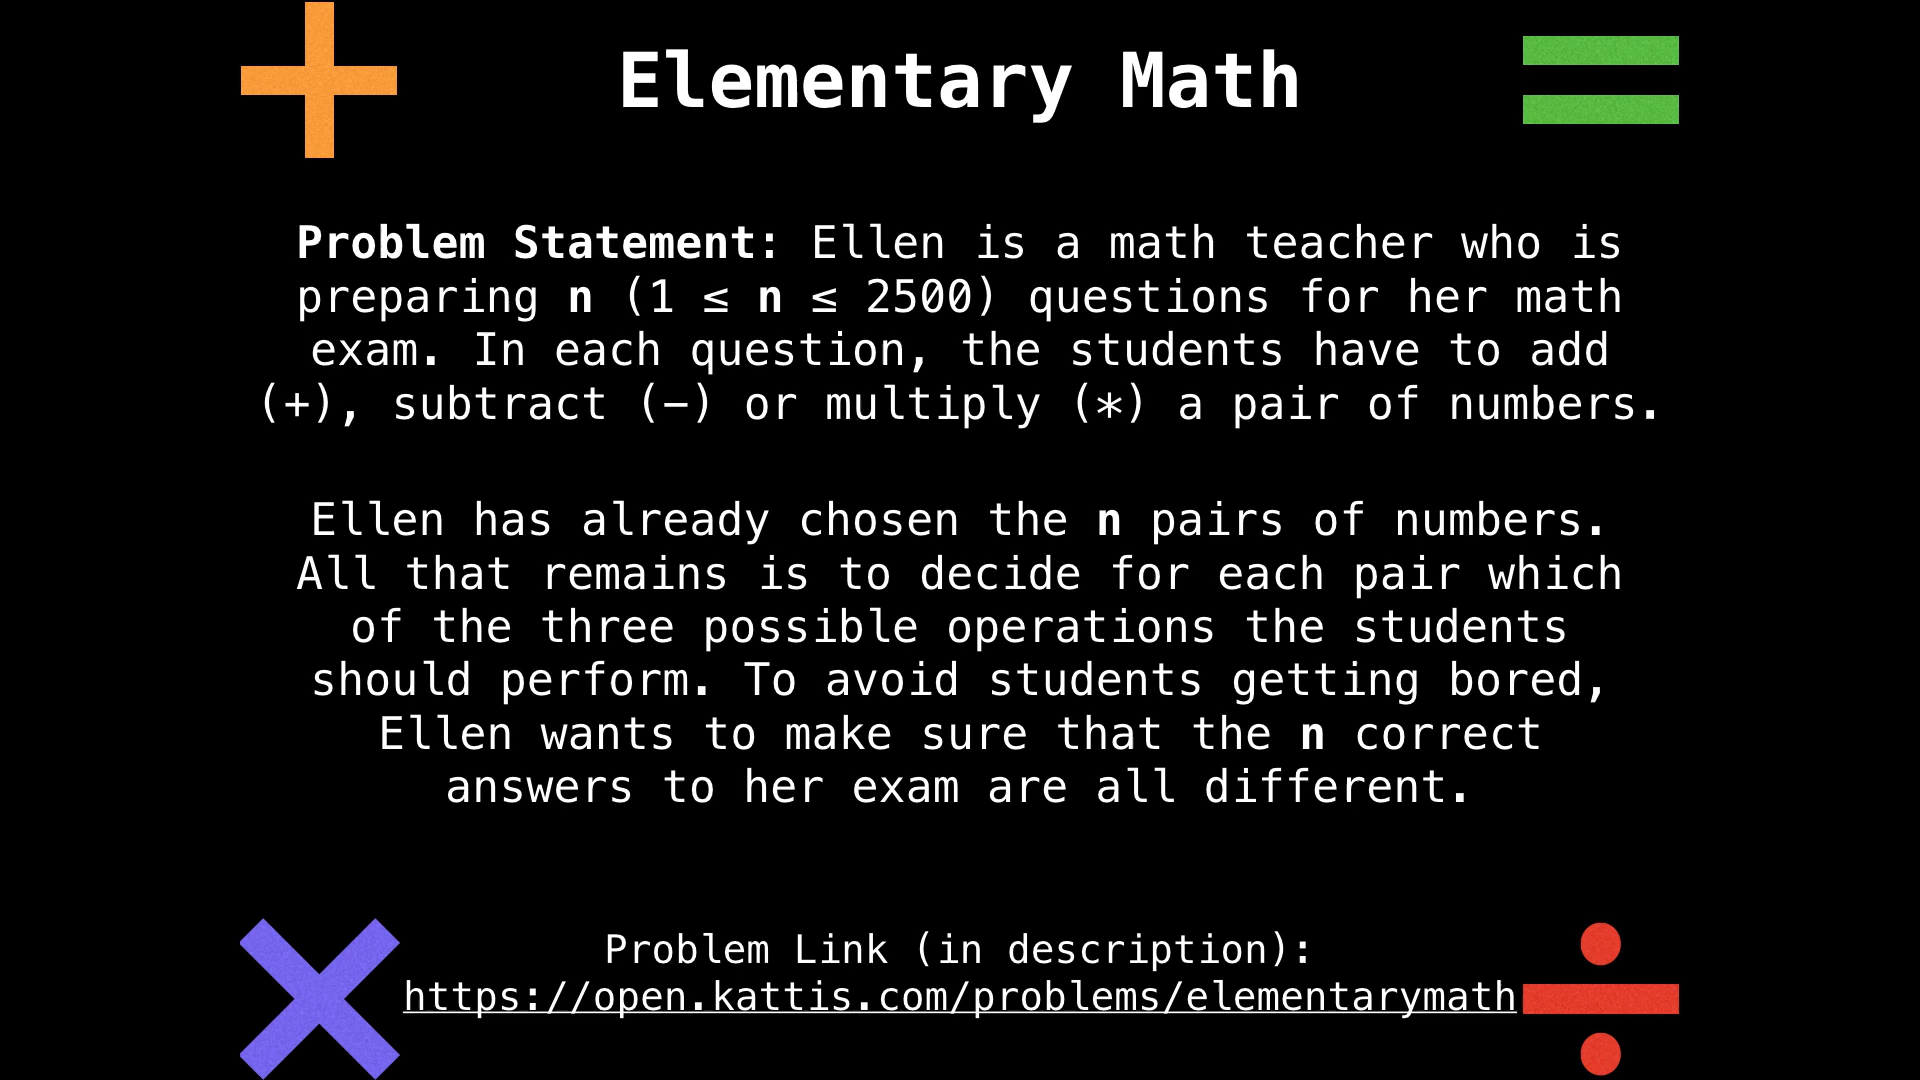 Elementary Math
Problem Statement: Ellen is a math teacher who is
preparing n (1 ≤ n ≤ 2500) questions for her math
exam. In each question, the students have to add
(+), subtract (−) or multiply (*) a pair of numbers.
Ellen has already chosen the n pairs of numbers.
All that remains is to decide for each pair which
of the three possible operations the students
should perform. To avoid students getting bored,
Ellen wants to make sure that the n correct
answers to her exam are all different.
Problem Link (in description):
https://open.kattis.com/problems/elementarymath